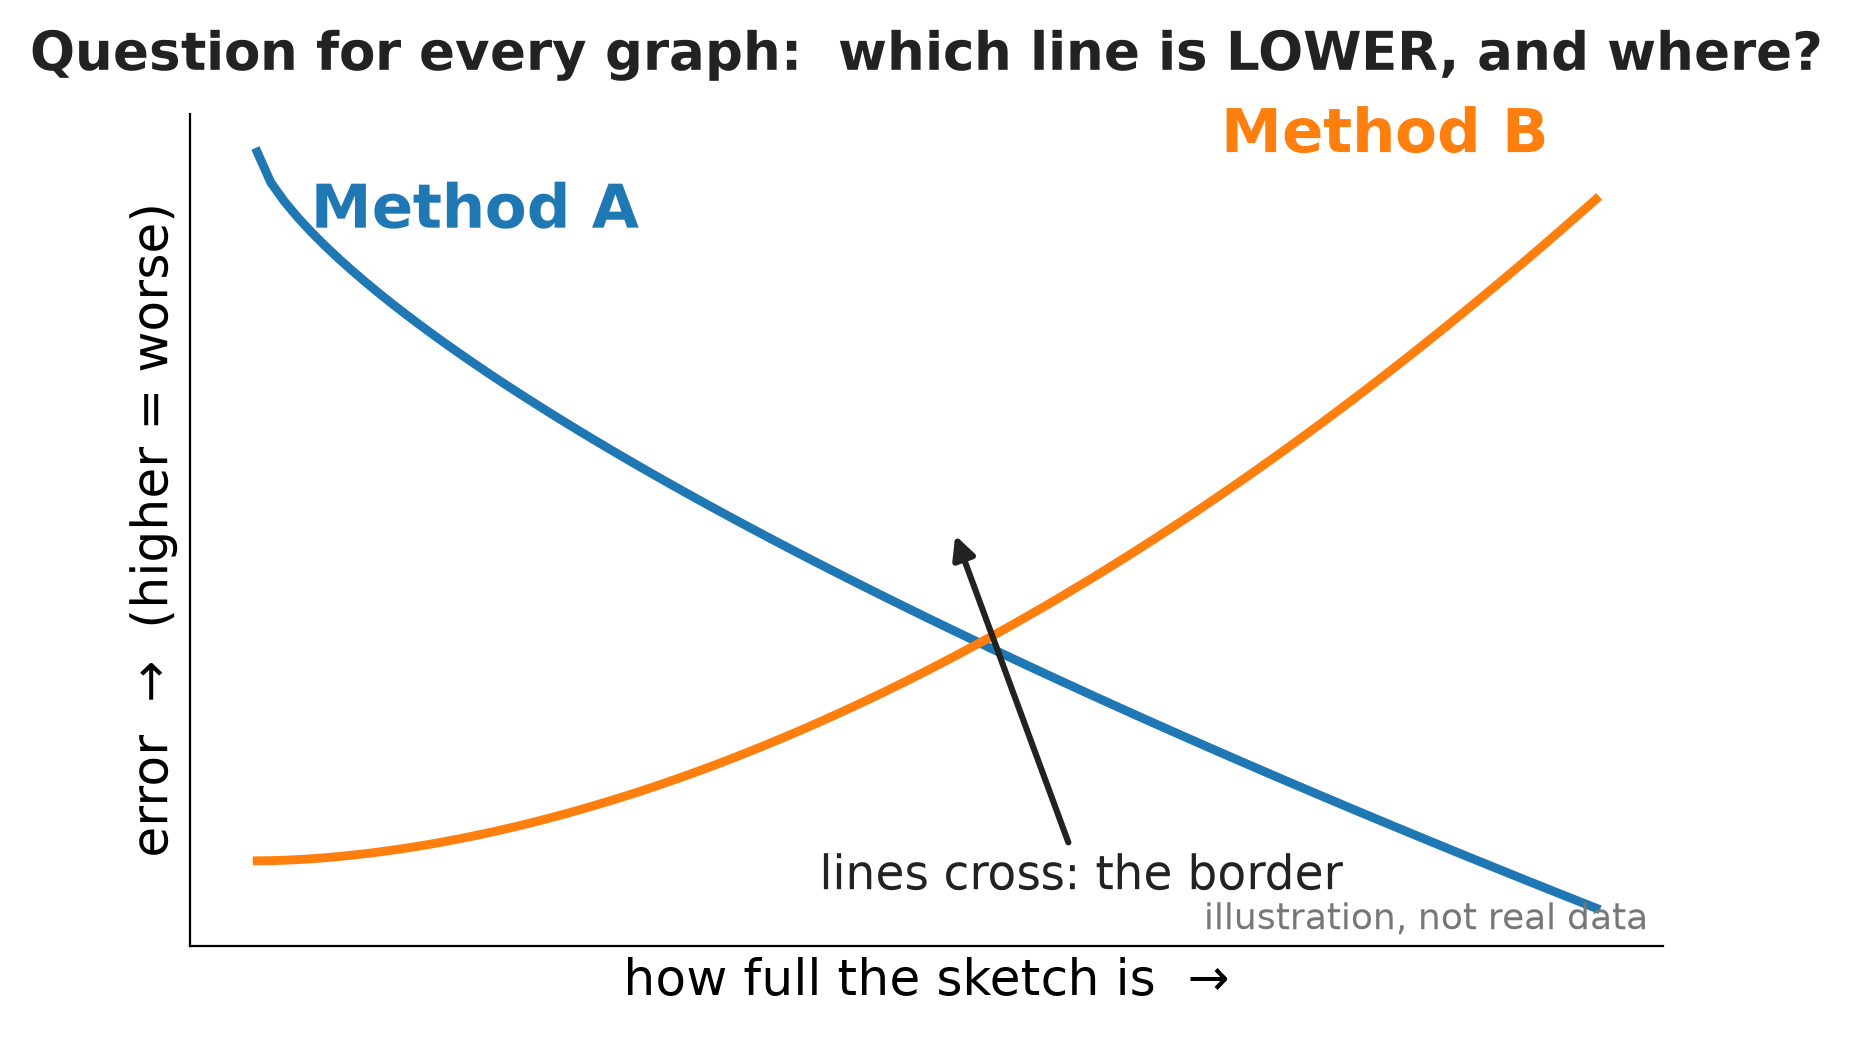 Question for every graph:  which line is LOWER, and where?
Method B
Method A
error → (higher = worse)
lines cross: the border
illustration, not real data
how full the sketch is →